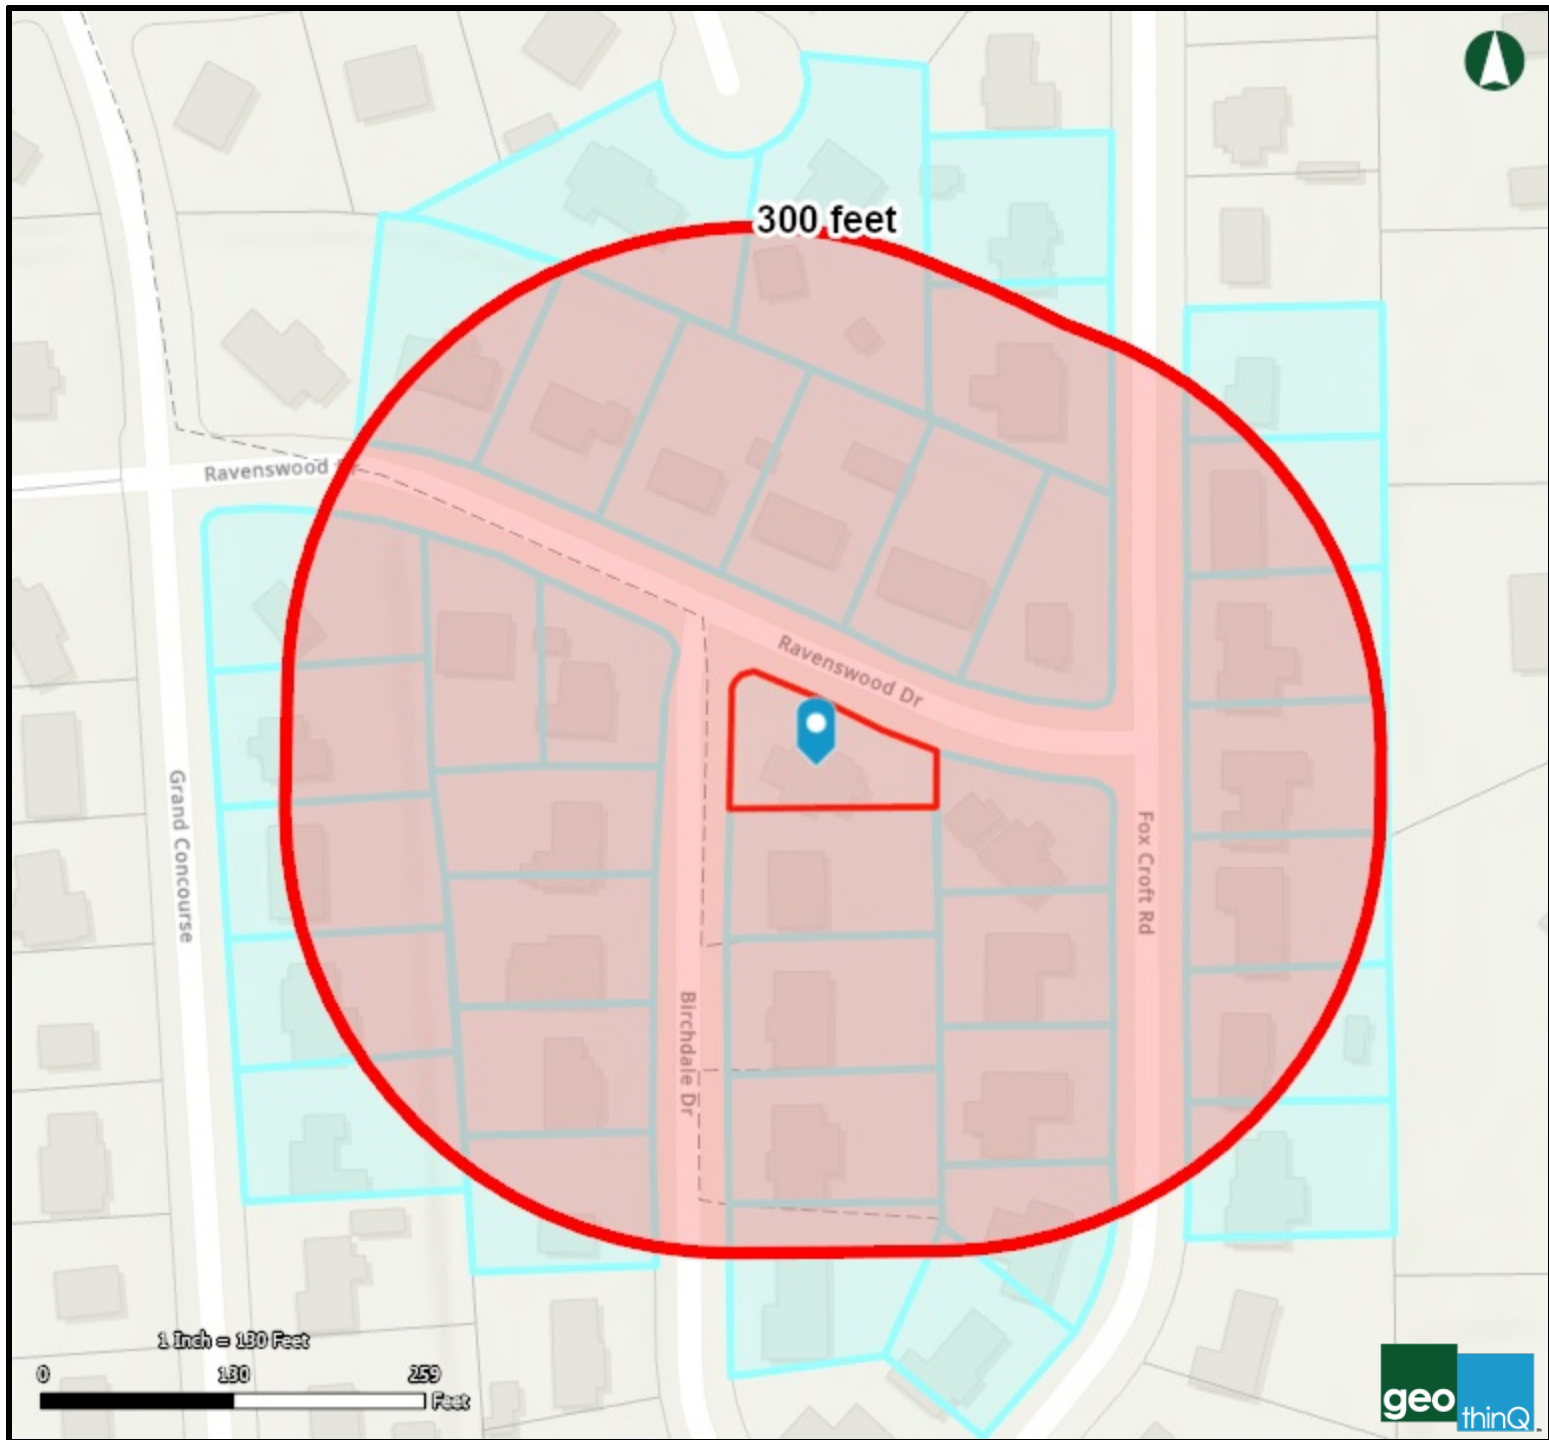 300 feet
Ravenswood
Ravenswood Dr
Grand Concourse
Fox Croft Rd
Birchdale Dr
1 Inch = 130 Feet
0 130 259
Feet
geo
thinQ